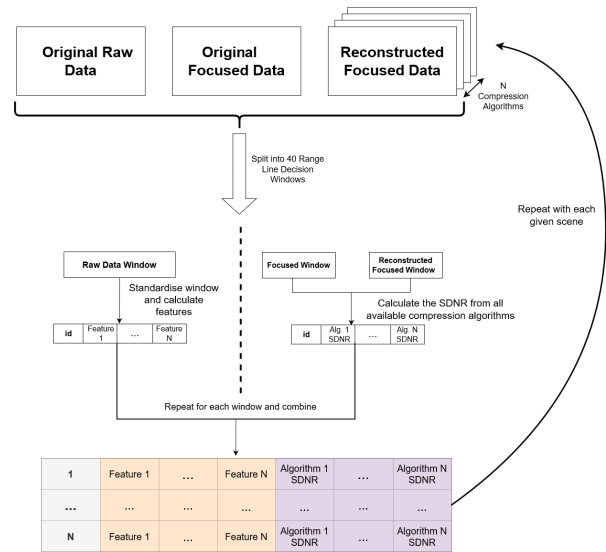 Original Raw
Data
Original
Focused Data
Reconstructed
Focused Data
N
Compression
Algorithms
Split into 40 Range
Line Decision
Windows
Repeat with each
given scene
Raw Data Window
Focused Window
Reconstructed
Focused Window
Standardise window
and calculate
features
Calculate the SDNR from all
available compression algorithms
id
Feature
1
...
Feature
N
id
Alg. 1
SDNR
...
Alg. N
SDNR
Repeat for each window and combine
1
Feature 1
...
Feature N
Algorithm 1
SDNR
...
Algorithm N
SDNR
...
...
...
...
...
...
...
N
Feature 1
...
Feature N
Algorithm 1
SDNR
...
Algorithm N
SDNR